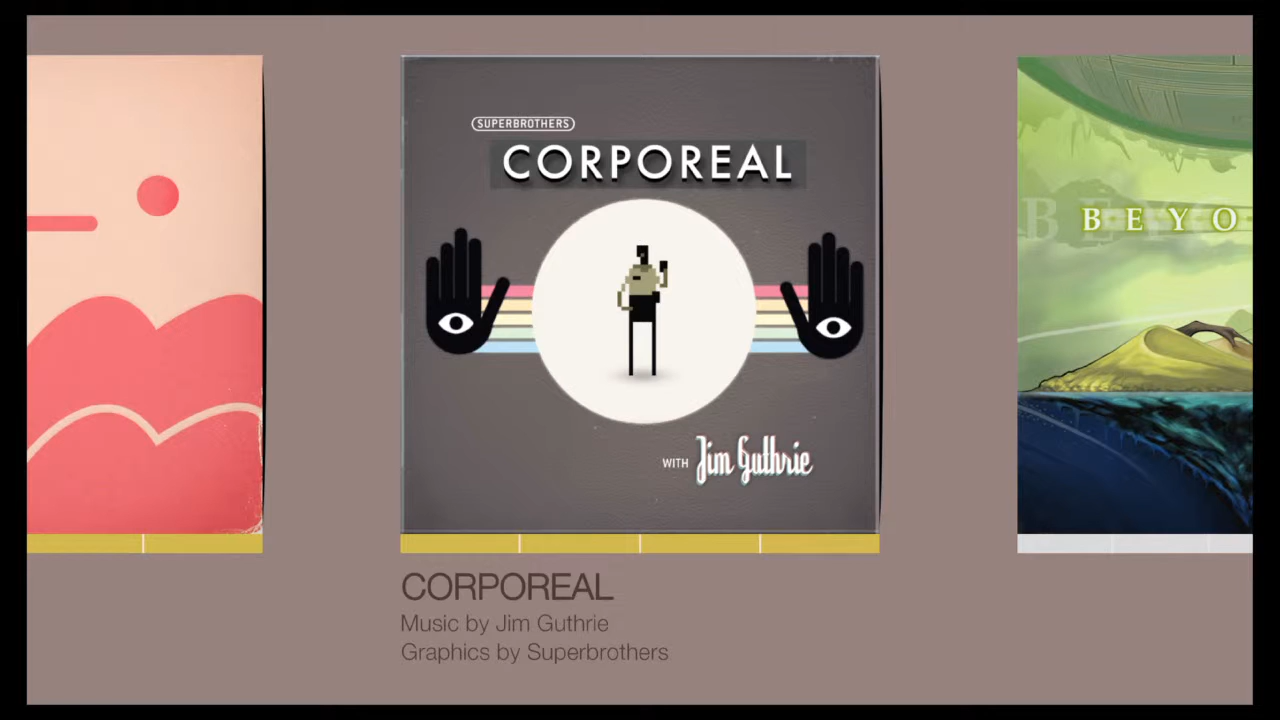 SUPERBROTHERS
CORPOREAL
WITH Jim Guthrie
BEYO
CORPOREAL
Music by Jim Guthrie
Graphics by Superbrothers